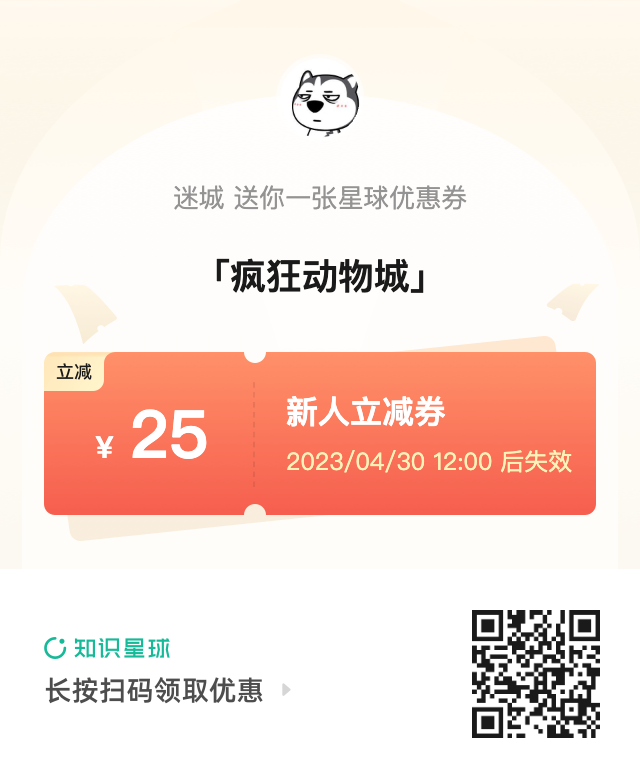 迷城 送你一张星球优惠券
「疯狂动物城」
立减
¥ 25
新人立减券
2023/04/30 12:00 后失效
知识星球
长按扫码领取优惠